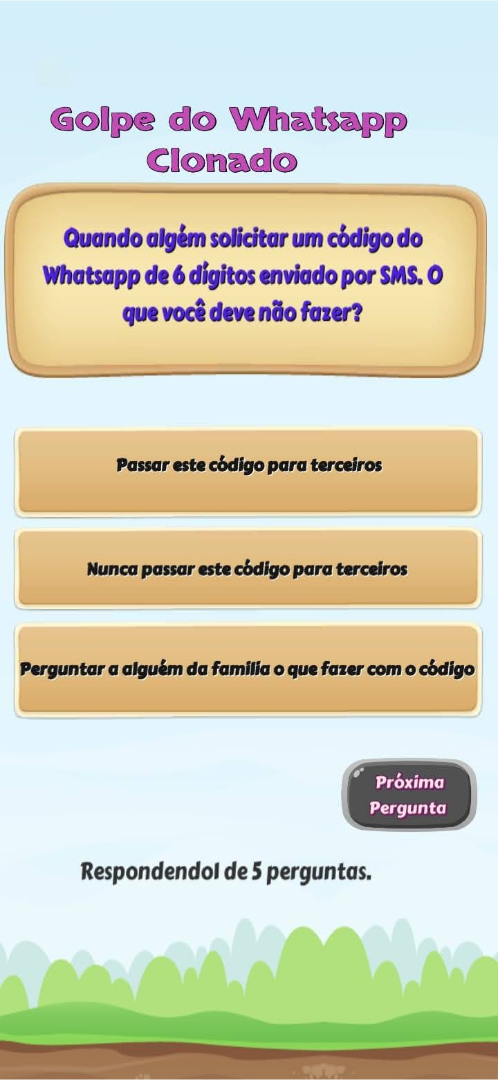 Golpe do Whatsapp
Clonado
Quando algém solicitar um código do
Whatsapp de 6 dígitos enviado por SMS. O
que você deve não fazer?
Passar este código para terceiros
Nunca passar este código para terceiros
Perguntar a alguém da familia o que fazer com o código
Próxima
Pergunta
Respondendo1 de 5 perguntas.